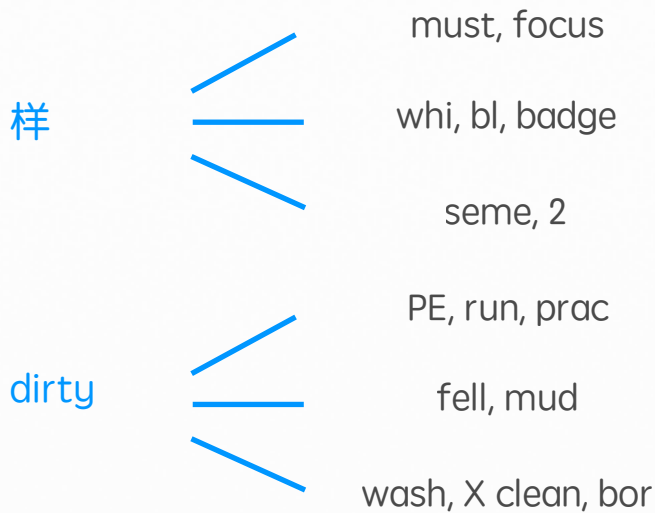 must, focus
样
whi, bl, badge
seme, 2
PE, run, prac
dirty
fell, mud
wash, X clean, bor